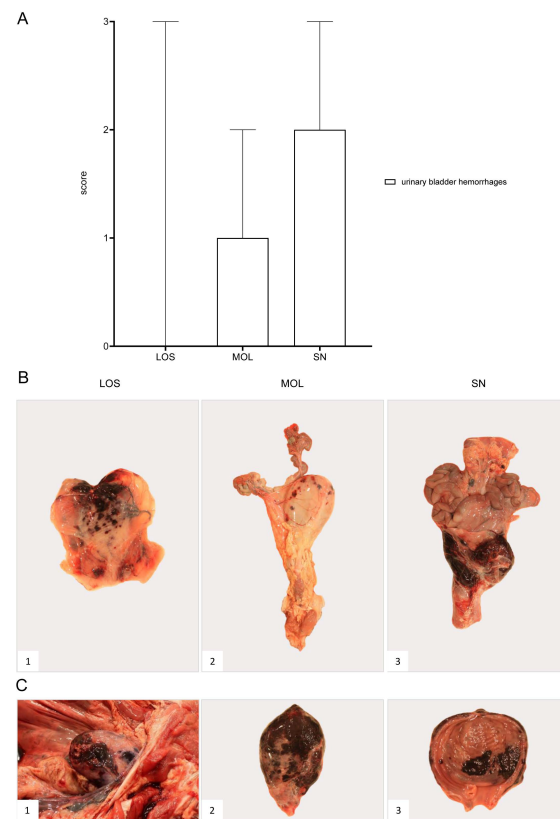 A
3
2
1
0
score
LOS MOL SN
urinary bladder hemorrhages
B
LOS MOL SN
1 2 3
C
1 2 3